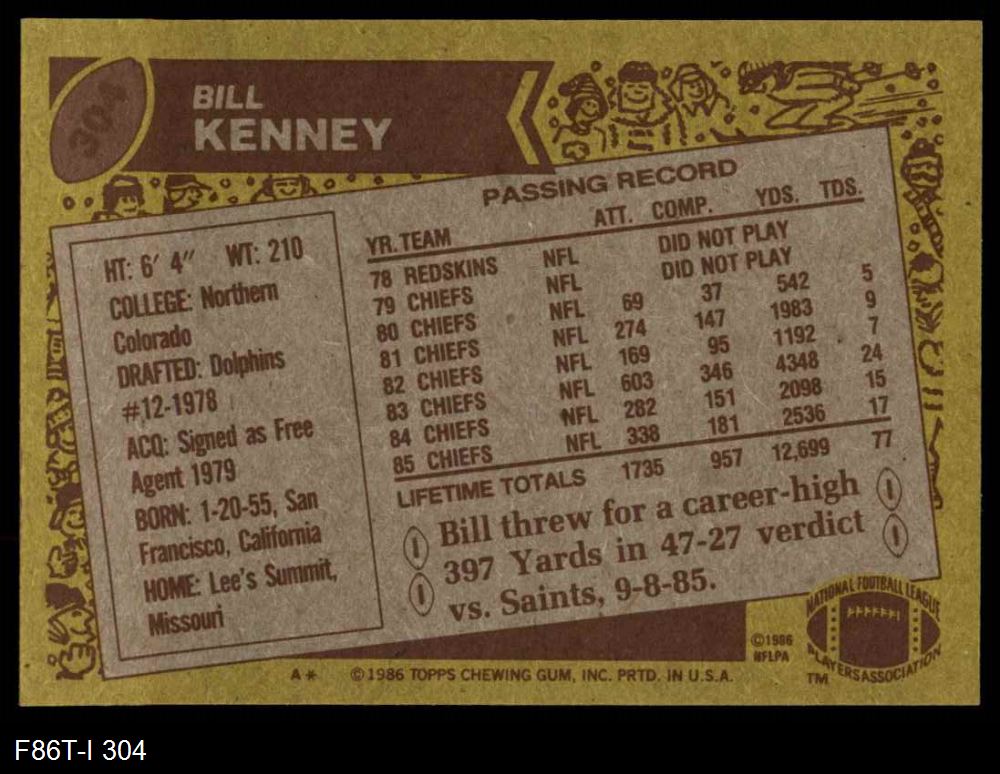 304
BILL
KENNEY
HT: 6' 4" WT: 210
COLLEGE: Northern
Colorado
DRAFTED: Dolphins
#12-1978
ACQ: Signed as Free
Agent 1979
BORN: 1-20-55, San
Francisco, California
HOME: Lee's Summit,
Missouri
PASSING RECORD
YR. TEAM ATT. COMP. YDS. TDS.
78 REDSKINS NFL DID NOT PLAY
79 CHIEFS NFL DID NOT PLAY
80 CHIEFS NFL 69 37 542 5
81 CHIEFS NFL 274 147 1983 9
82 CHIEFS NFL 169 95 1192 7
83 CHIEFS NFL 603 346 4348 24
84 CHIEFS NFL 282 151 2098 15
85 CHIEFS NFL 338 181 2536 17
LIFETIME TOTALS 1735 957 12,699 77
Bill threw for a career-high
397 Yards in 47-27 verdict
vs. Saints, 9-8-85.
©1986
NFLPA
NATIONAL FOOTBALL LEAGUE
PLAYERS ASSOCIATION
TM
A* ©1986 TOPPS CHEWING GUM, INC. PRTD. IN U.S.A.
F86T-I 304